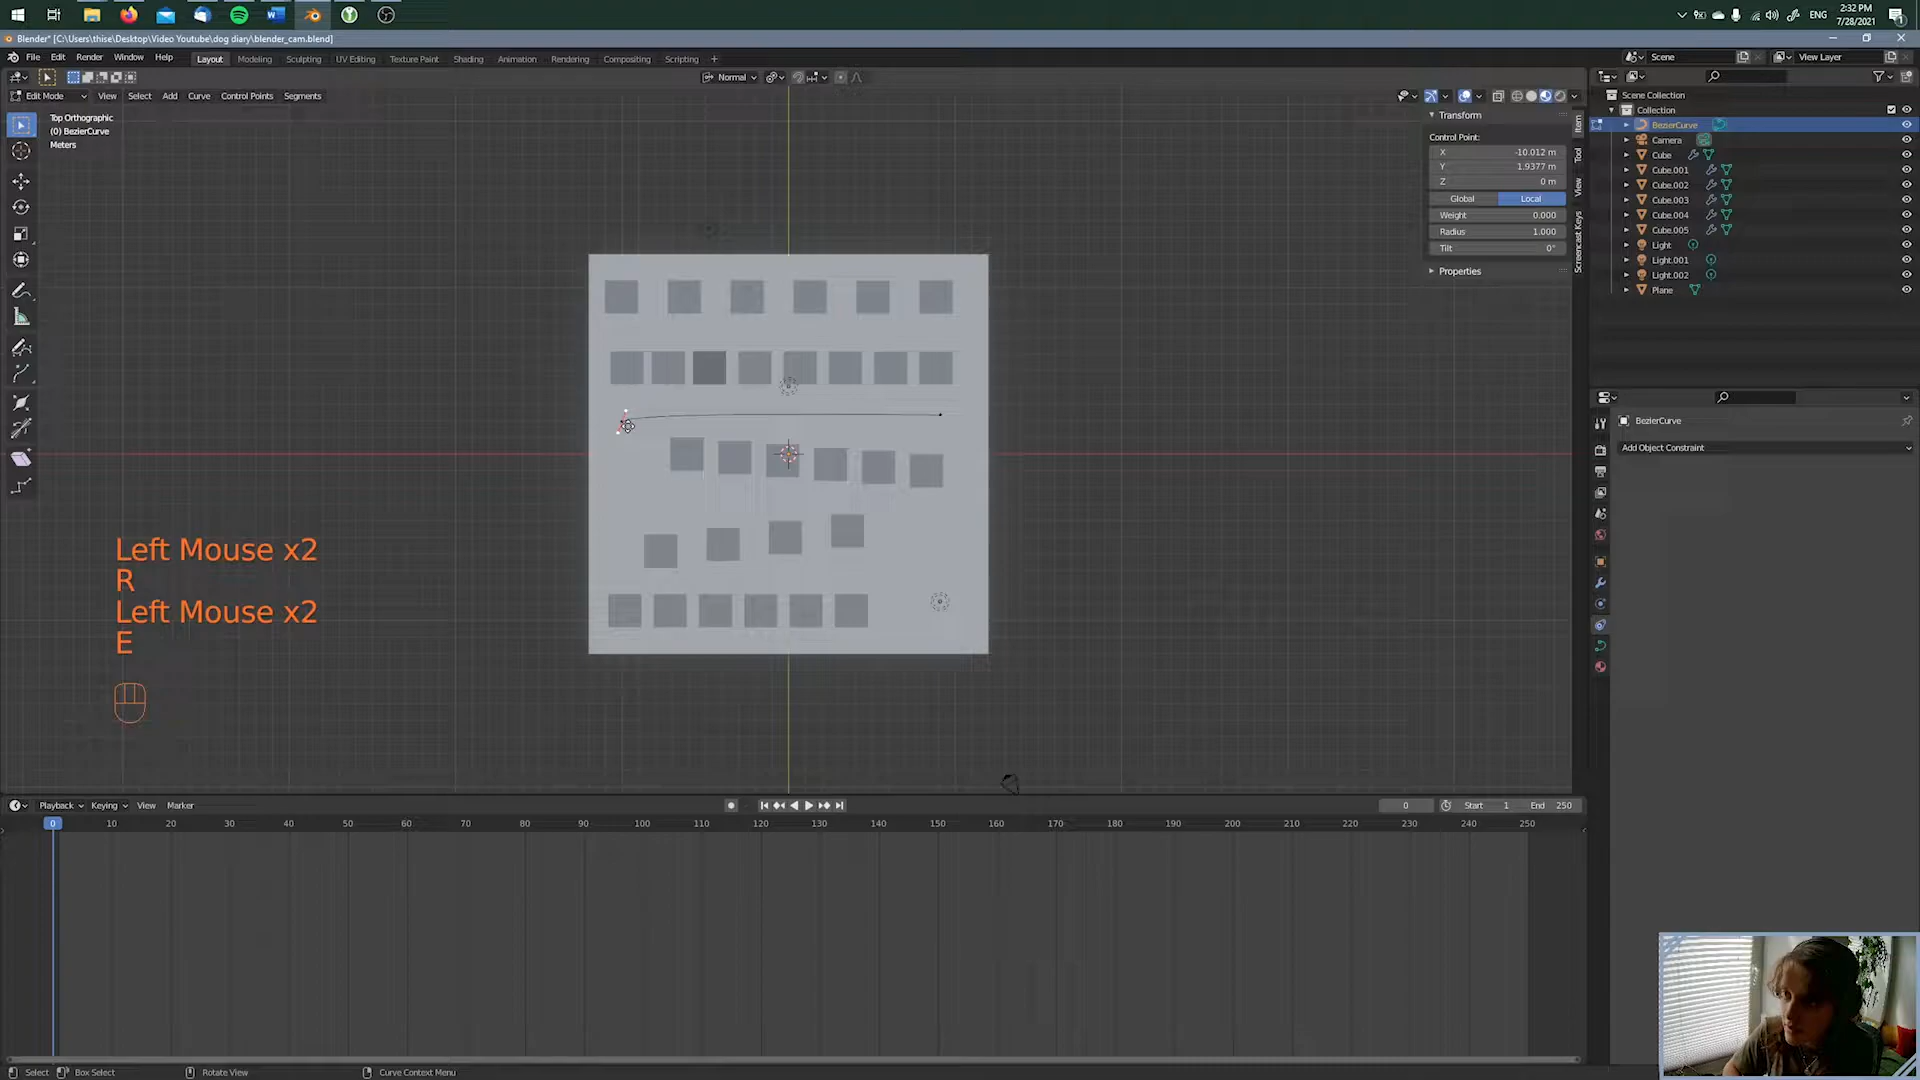 ENG
2:32 PM
7/28/2021
Blender* [C:\Users\thise\Desktop\Video Youtube\dog diary\blender_cam.blend]
File Edit Render Window Help Layout Modeling Sculpting UV Editing Texture Paint Shading Animation Rendering Compositing Scripting + Scene View Layer
Normal
Edit Mode View Select Add Curve Control Points Segments
Top Orthographic
(0) BezierCurve
Meters
Transform
Control Point:
X -10.012 m
Y 1.9377 m
Z 0 m
Global Local
Weight 0.000
Radius 1.000
Tilt 0°
Properties
Item
Tool
View
Screencast Keys
Scene Collection
Collection
BezierCurve
Camera
Cube
Cube.001
Cube.002
Cube.003
Cube.004
Cube.005
Light
Light.001
Light.002
Plane
BezierCurve
Add Object Constraint
Left Mouse x2
R
Left Mouse x2
E
Playback Keying View Marker 0 Start 1 End 250
0 10 20 30 40 50 60 70 80 90 100 110 120 130 140 150 160 170 180 190 200 210 220 230 240 250
Select Box Select Rotate View Curve Context Menu